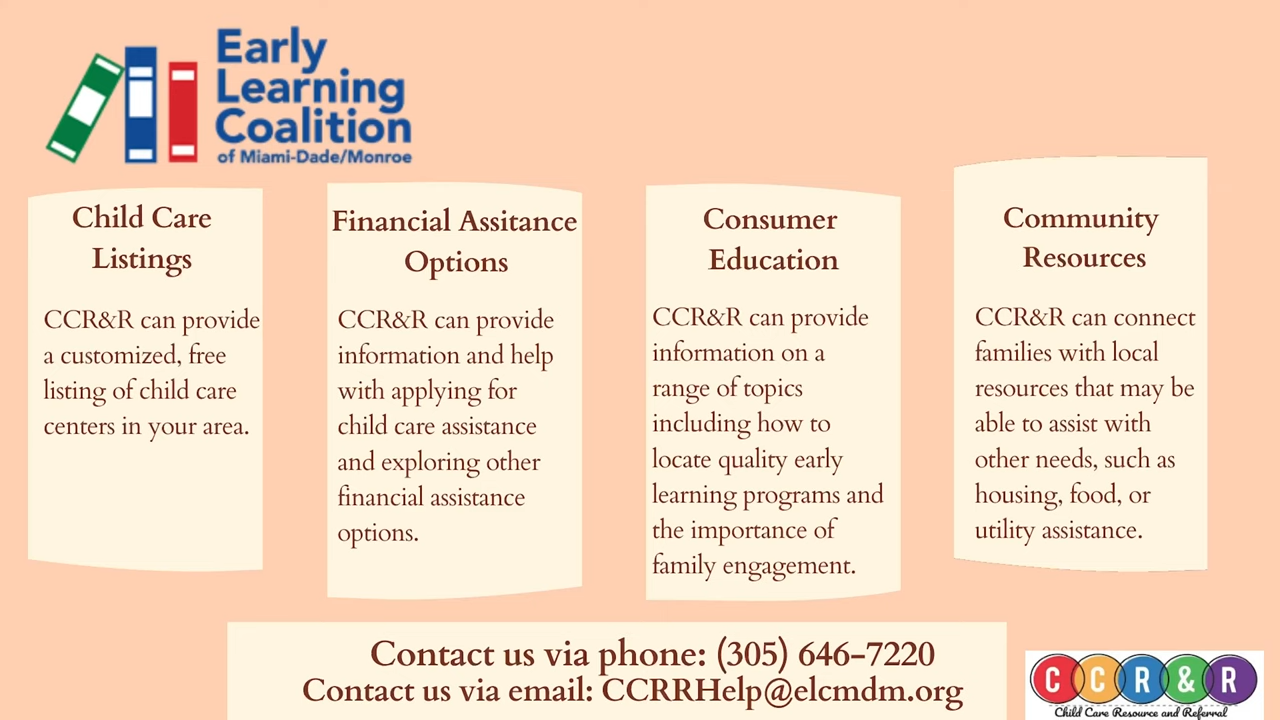 Early
Learning
Coalition
of Miami-Dade/Monroe
Child Care
Listings
CCR&R can provide
a customized, free
listing of child care
centers in your area.
Financial Assitance
Options
CCR&R can provide
information and help
with applying for
child care assistance
and exploring other
financial assistance
options.
Consumer
Education
CCR&R can provide
information on a
range of topics
including how to
locate quality early
learning programs and
the importance of
family engagement.
Community
Resources
CCR&R can connect
families with local
resources that may be
able to assist with
other needs, such as
housing, food, or
utility assistance.
Contact us via phone: (305) 646-7220
Contact us via email: CCRRHelp@elcmdm.org
CCR&R
Child Care Resource and Referral